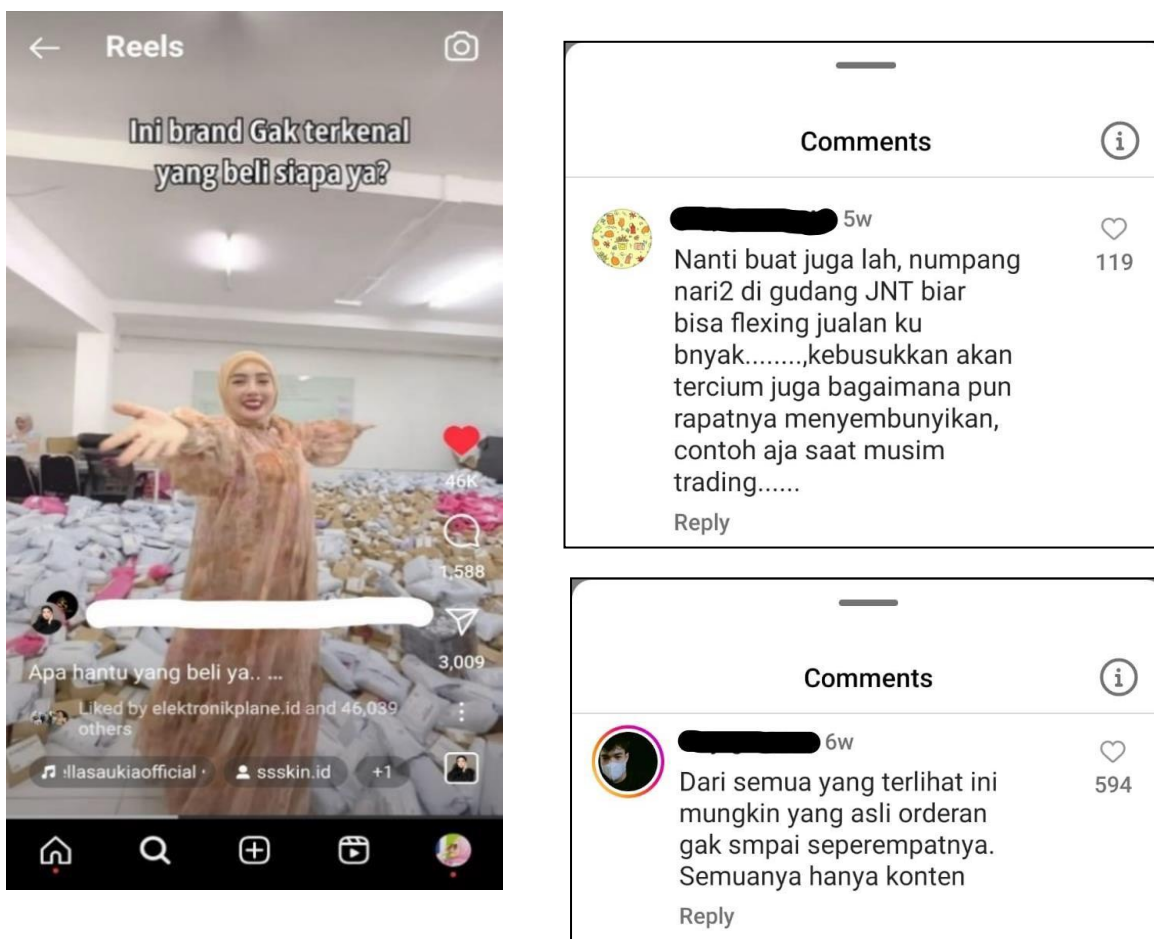 Reels
Ini brand Gak terkenal
yang beli siapa ya?
46K
1,588
3,009
Apa hantu yang beli ya.. ...
Liked by elektronikplane.id and 46,039
others
:llasaukiaofficial •
ssskin.id
+1
Comments
5w
Nanti buat juga lah, numpang
nari2 di gudang JNT biar
bisa flexing jualan ku
bnyak........,kebusukkan akan
tercium juga bagaimana pun
rapatnya menyembunyikan,
contoh aja saat musim
trading......
Reply
119
Comments
6w
Dari semua yang terlihat ini
mungkin yang asli orderan
gak smpai seperempatnya.
Semuanya hanya konten
Reply
594